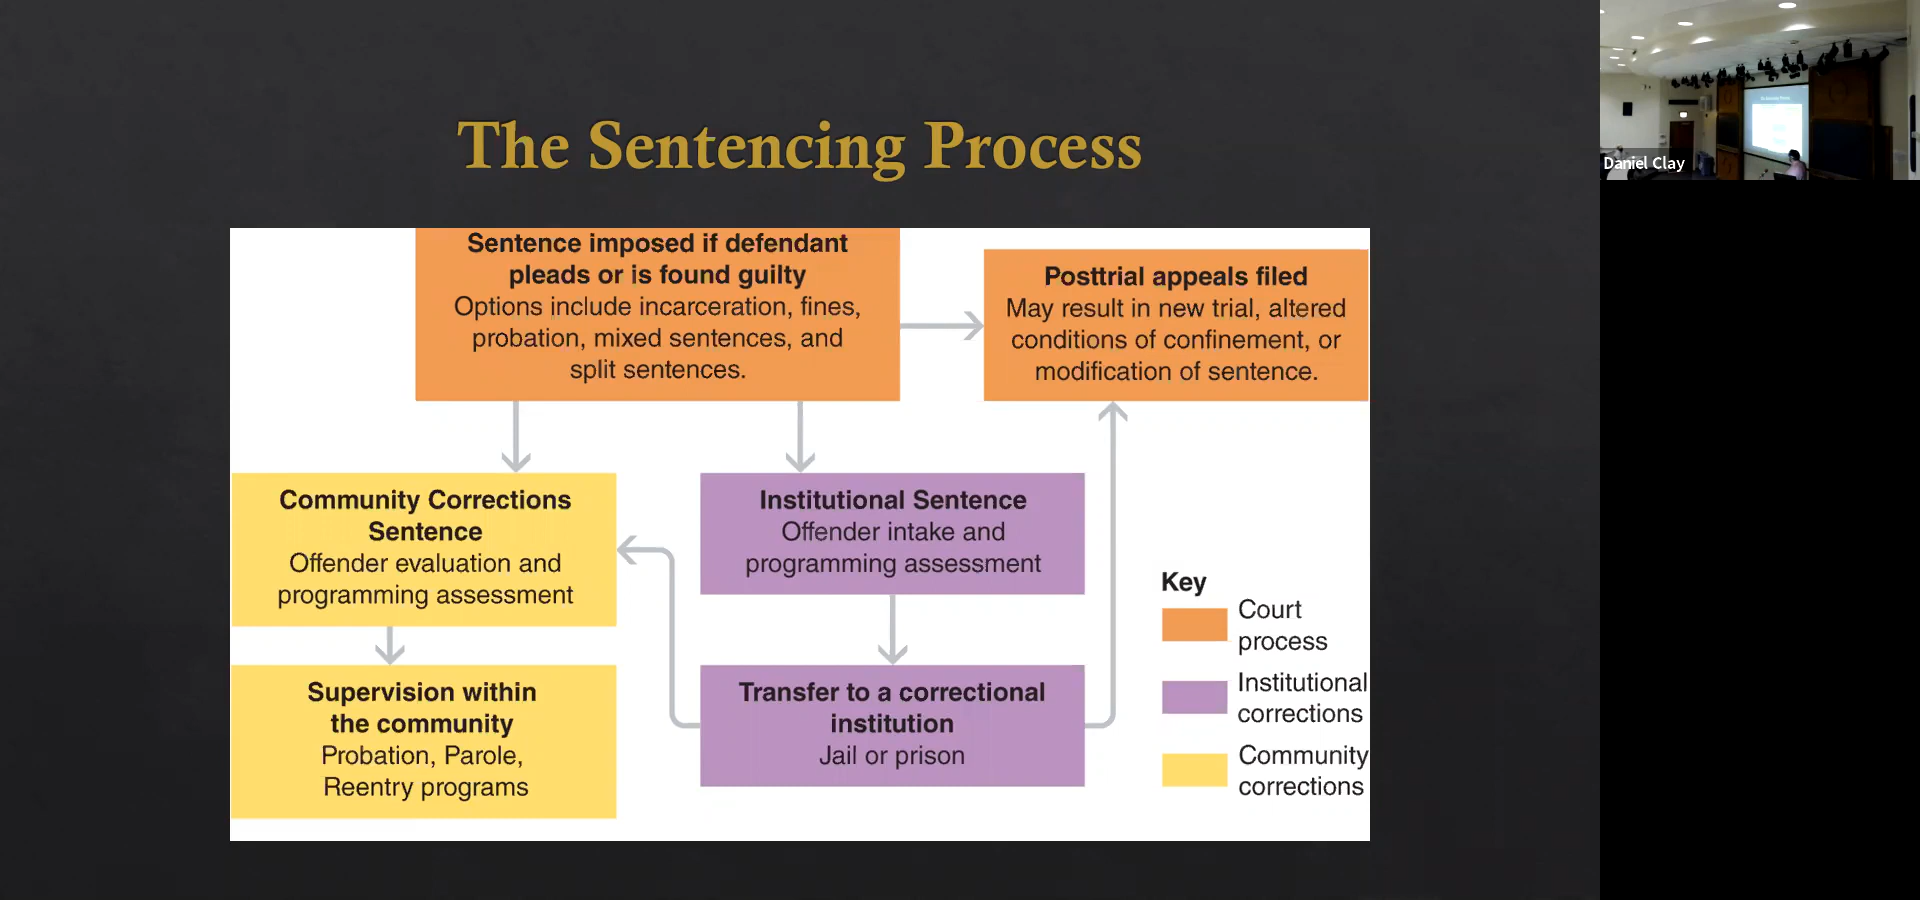 The Sentencing Process
Sentence imposed if defendant
pleads or is found guilty
Options include incarceration, fines,
probation, mixed sentences, and
split sentences.
Posttrial appeals filed
May result in new trial, altered
conditions of confinement, or
modification of sentence.
Community Corrections
Sentence
Offender evaluation and
programming assessment
Institutional Sentence
Offender intake and
programming assessment
Supervision within
the community
Probation, Parole,
Reentry programs
Transfer to a correctional
institution
Jail or prison
Key
Court
process
Institutional
corrections
Community
corrections
Daniel Clay